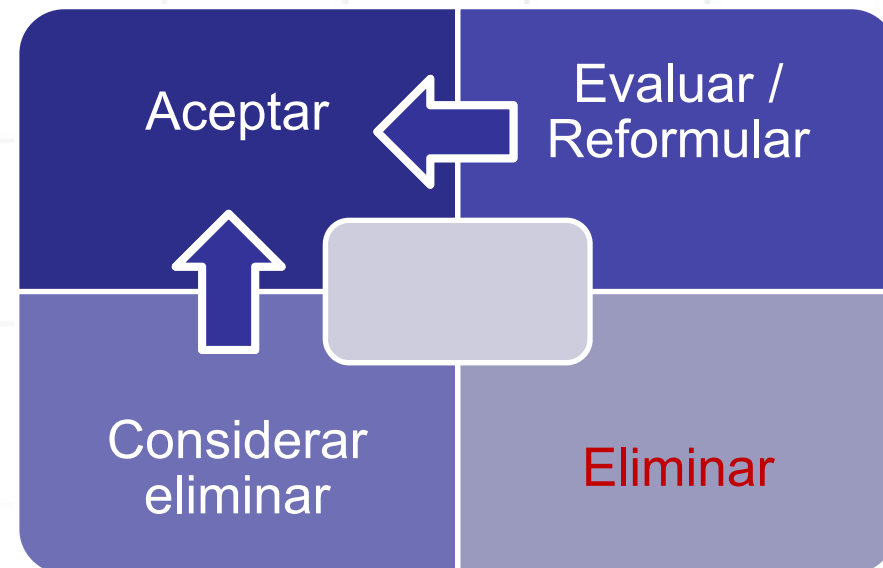 Aceptar
Evaluar /
Reformular
Considerar
eliminar
Eliminar